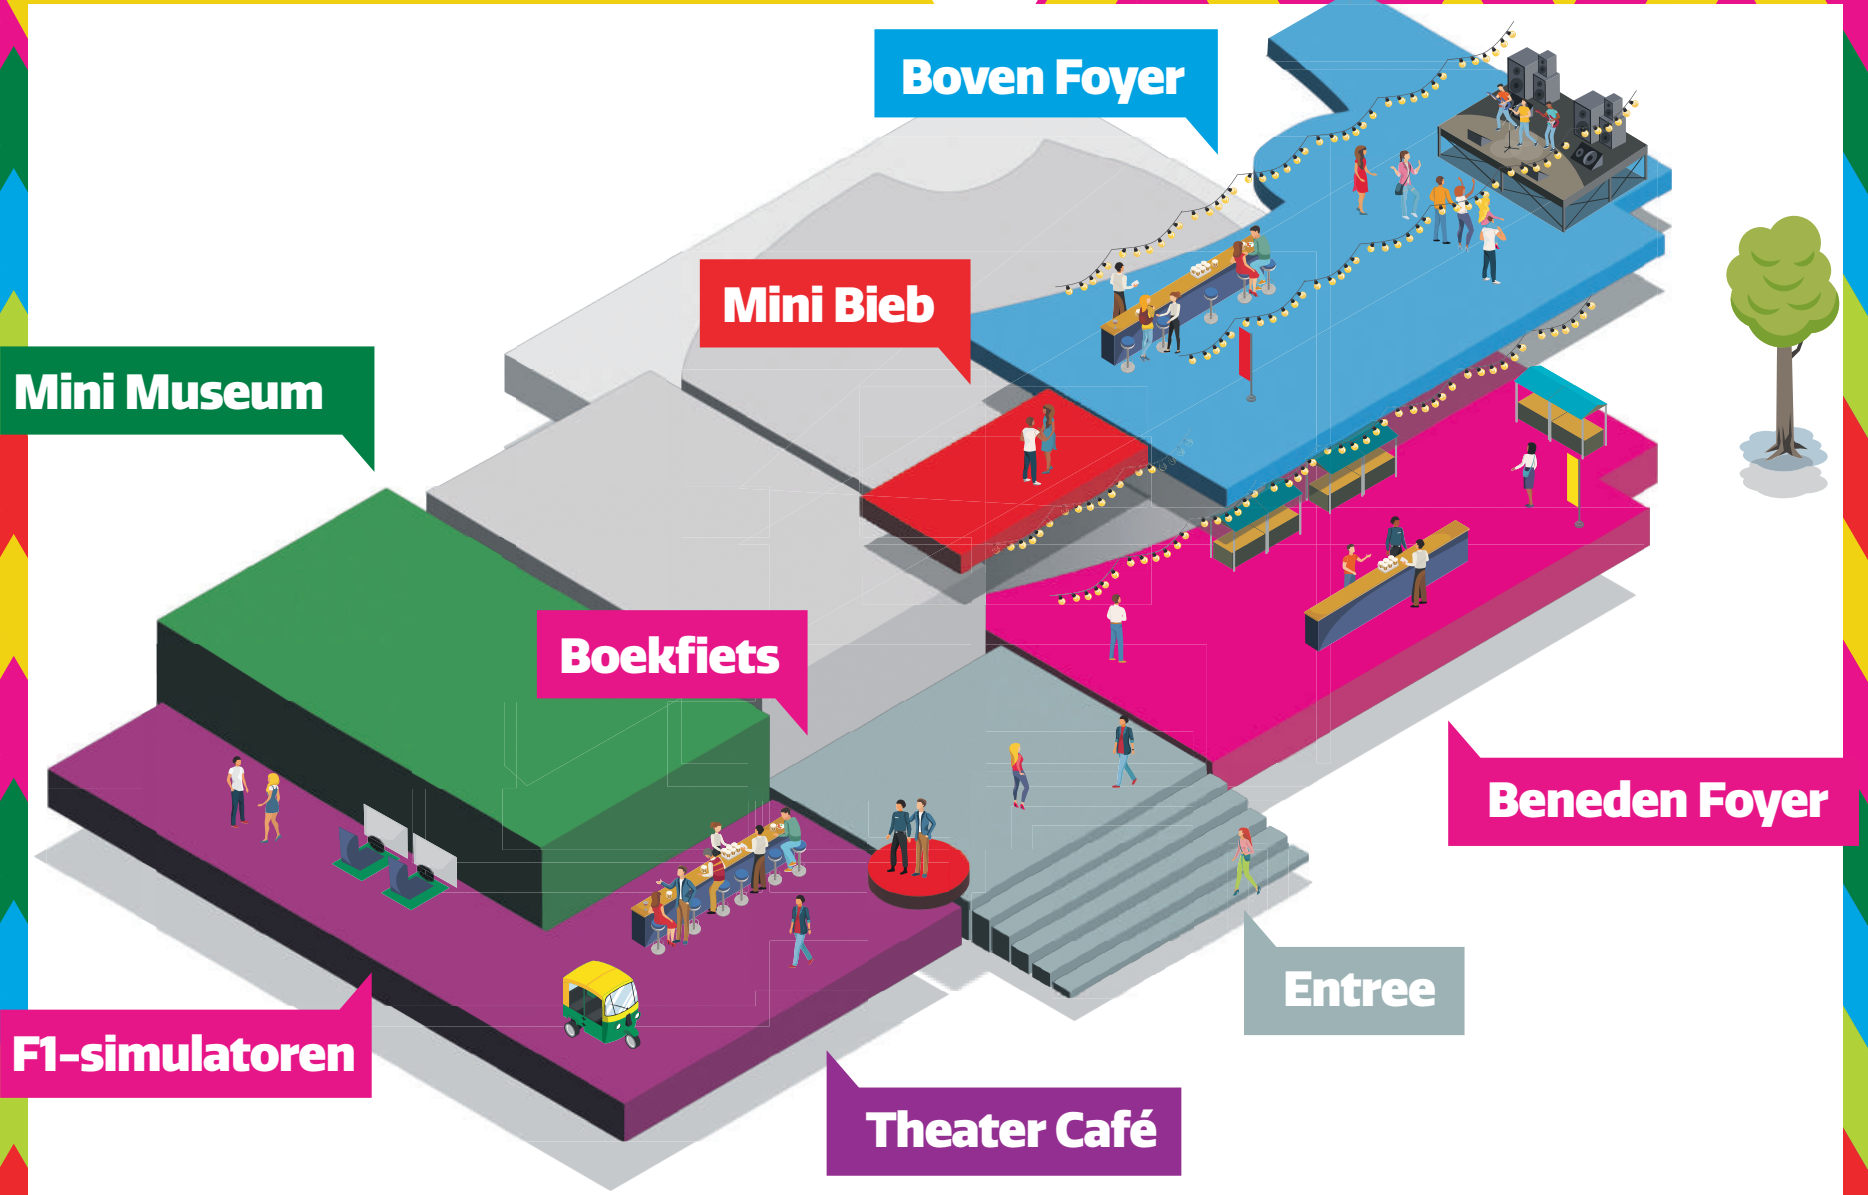 Boven Foyer
Mini Bieb
Mini Museum
Boekfiets
Beneden Foyer
Entree
F1-simulatoren
Theater Café